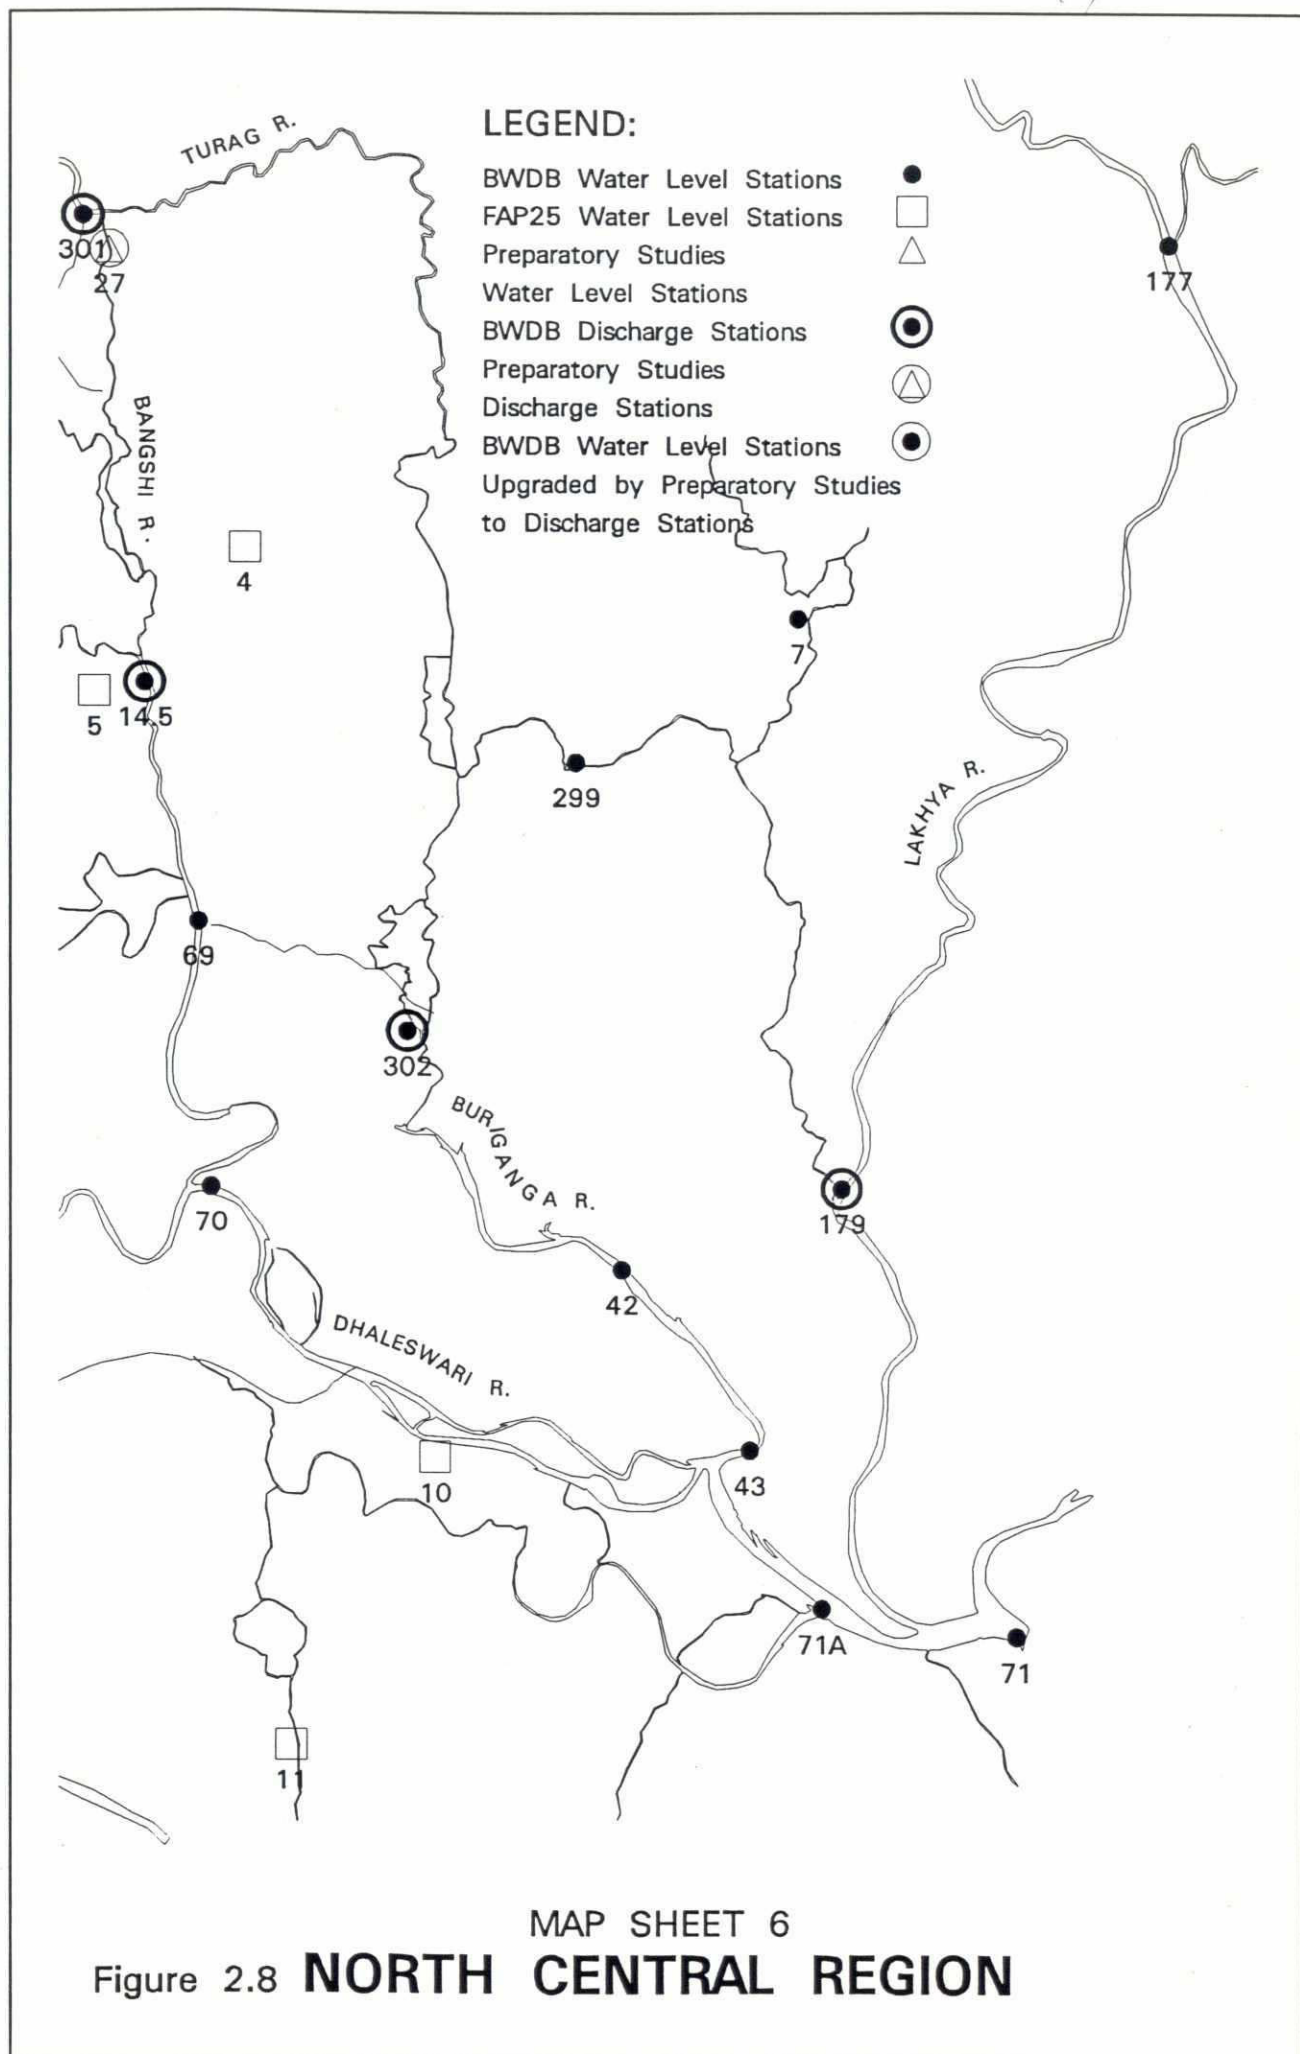 TURAG R.
LEGEND:
BWDB Water Level Stations
FAP25 Water Level Stations
Preparatory Studies
Water Level Stations
BWDB Discharge Stations
Preparatory Studies
Discharge Stations
BWDB Water Level Stations
Upgraded by Preparatory Studies
to Discharge Stations
301
27
177
BANGSHI R.
4
7
5
14.5
299
LAKHYA R.
69
302
BURIGANGA R.
70
179
42
DHALESWARI R.
10
43
71A
71
11
MAP SHEET 6
Figure 2.8 NORTH CENTRAL REGION